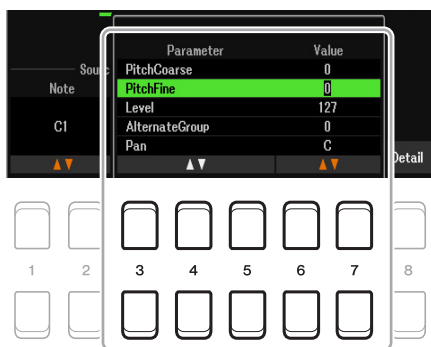 Parameter Value
Sourc
PitchCoarse 0
Note
PitchFine 0
Level 127
C1
AlternateGroup 0
Pan C
Detail
1 2 3 4 5 6 7 8